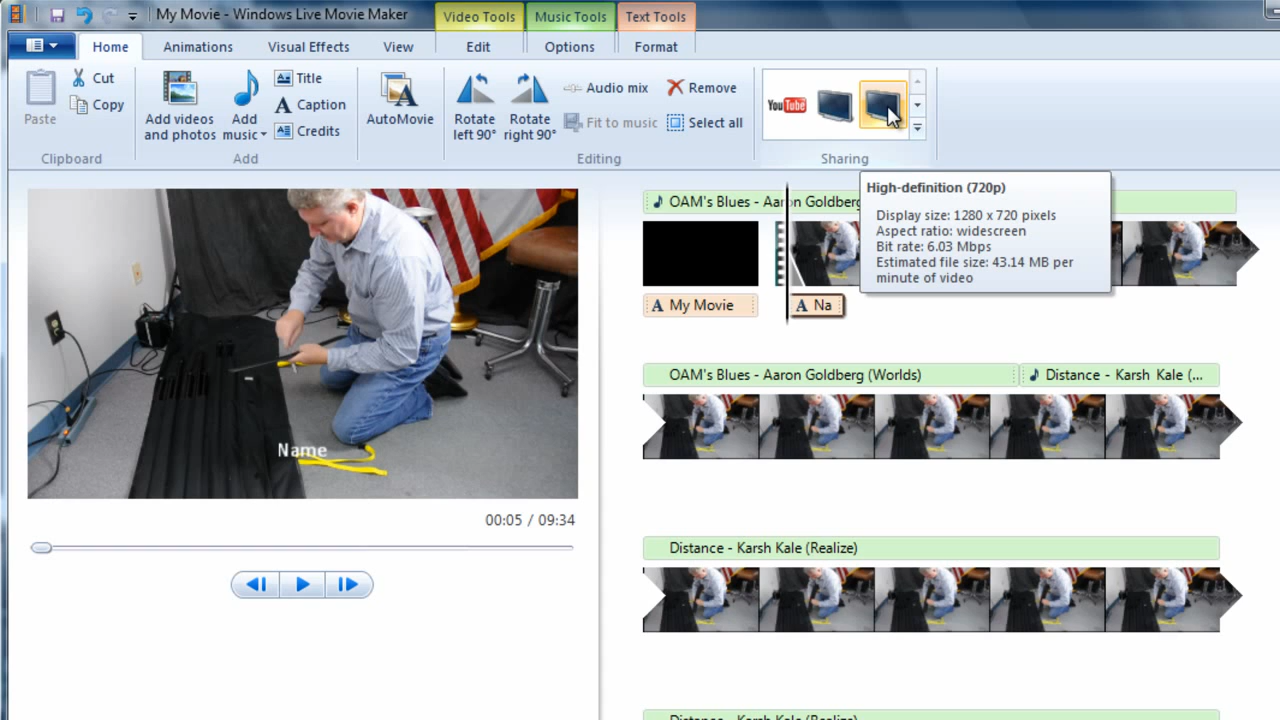 My Movie - Windows Live Movie Maker
Video Tools
Music Tools
Text Tools
Home
Animations
Visual Effects
View
Edit
Options
Format
Paste
Cut
Copy
Clipboard
Add videos
and photos
Add
music
Title
Caption
Credits
Add
AutoMovie
Rotate
left 90°
Rotate
right 90°
Audio mix
Fit to music
Remove
Select all
Editing
YouTube
Sharing
High-definition (720p)
Display size: 1280 x 720 pixels
Aspect ratio: widescreen
Bit rate: 6.03 Mbps
Estimated file size: 43.14 MB per
minute of video
Name
00:05 / 09:34
OAM's Blues - Aaron Goldberg
A My Movie
A Na
OAM's Blues - Aaron Goldberg (Worlds)
Distance - Karsh Kale (...
Distance - Karsh Kale (Realize)
Distance - Karsh Kale (Realize)